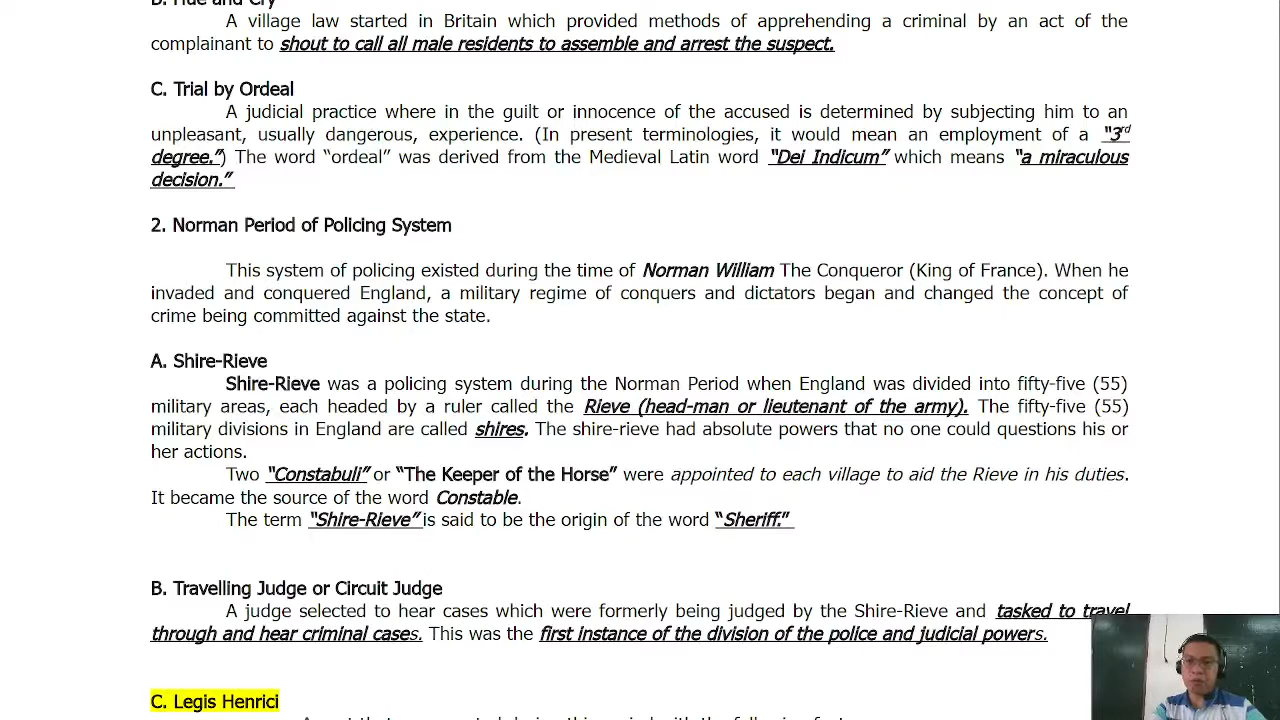 B. Hue and Cry
A village law started in Britain which provided methods of apprehending a criminal by an act of the
complainant to shout to call all male residents to assemble and arrest the suspect.
C. Trial by Ordeal
A judicial practice where in the guilt or innocence of the accused is determined by subjecting him to an
unpleasant, usually dangerous, experience. (In present terminologies, it would mean an employment of a “3rd
degree.”) The word “ordeal” was derived from the Medieval Latin word “Dei Indicum” which means “a miraculous
decision.”
2. Norman Period of Policing System
This system of policing existed during the time of Norman William The Conqueror (King of France). When he
invaded and conquered England, a military regime of conquers and dictators began and changed the concept of
crime being committed against the state.
A. Shire-Rieve
Shire-Rieve was a policing system during the Norman Period when England was divided into fifty-five (55)
military areas, each headed by a ruler called the Rieve (head-man or lieutenant of the army). The fifty-five (55)
military divisions in England are called shires. The shire-rieve had absolute powers that no one could questions his or
her actions.
Two “Constabuli” or “The Keeper of the Horse” were appointed to each village to aid the Rieve in his duties.
It became the source of the word Constable.
The term “Shire-Rieve” is said to be the origin of the word “Sheriff.”
B. Travelling Judge or Circuit Judge
A judge selected to hear cases which were formerly being judged by the Shire-Rieve and tasked to travel
through and hear criminal cases. This was the first instance of the division of the police and judicial powers.
C. Legis Henrici